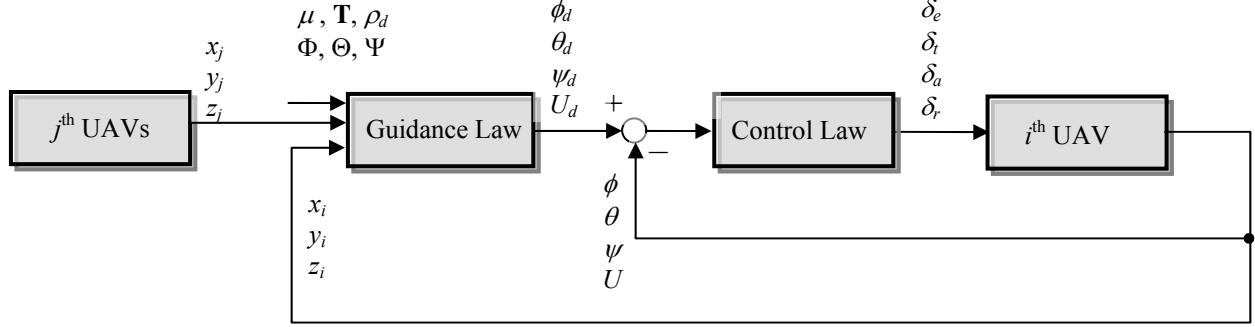 μ , T, ρd
Φ, Θ, Ψ
xj
yj
zj
jth UAVs
Guidance Law
ϕd
θd
ψd
Ud
+
−
Control Law
δe
δt
δa
δr
ith UAV
xi
yi
zi
ϕ
θ
ψ
U